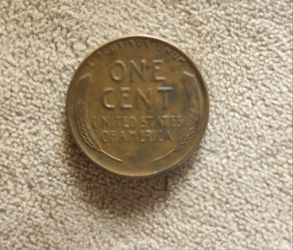 ONE
CENT
UNITED STATES
OF AMERICA